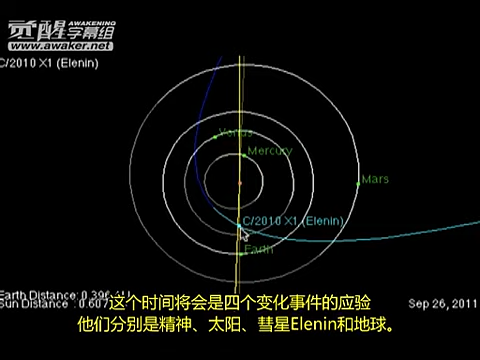 觉醒字幕组
AWAKENING
www.awaker.net
C/2010 X1 (Elenin)
Venus
Mercury
Mars
C/2010 X1 (Elenin)
Earth
Earth Distance: 0.396 AU
Sun Distance: 0.607
Sep 26, 2011
这个时间将会是四个变化事件的应验
他们分别是精神、太阳、彗星Elenin和地球。